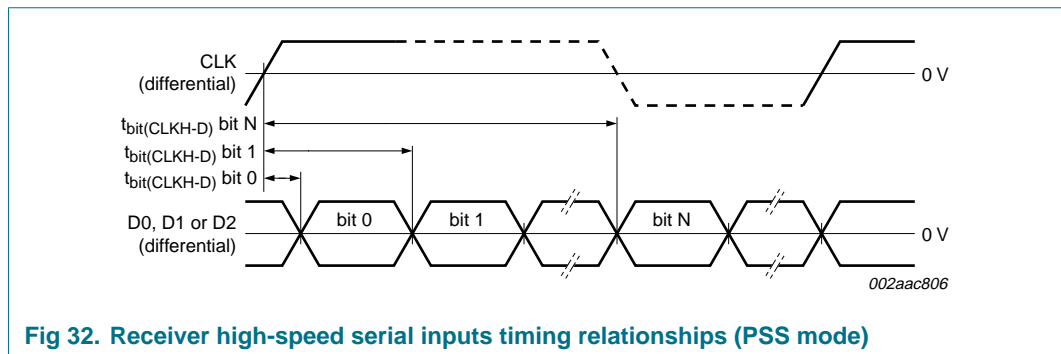 CLK
(differential)
0 V
tbit(CLKH-D) bit N
tbit(CLKH-D) bit 1
tbit(CLKH-D) bit 0
D0, D1 or D2
(differential)
bit 0
bit 1
bit N
0 V
002aac806
Fig 32. Receiver high-speed serial inputs timing relationships (PSS mode)